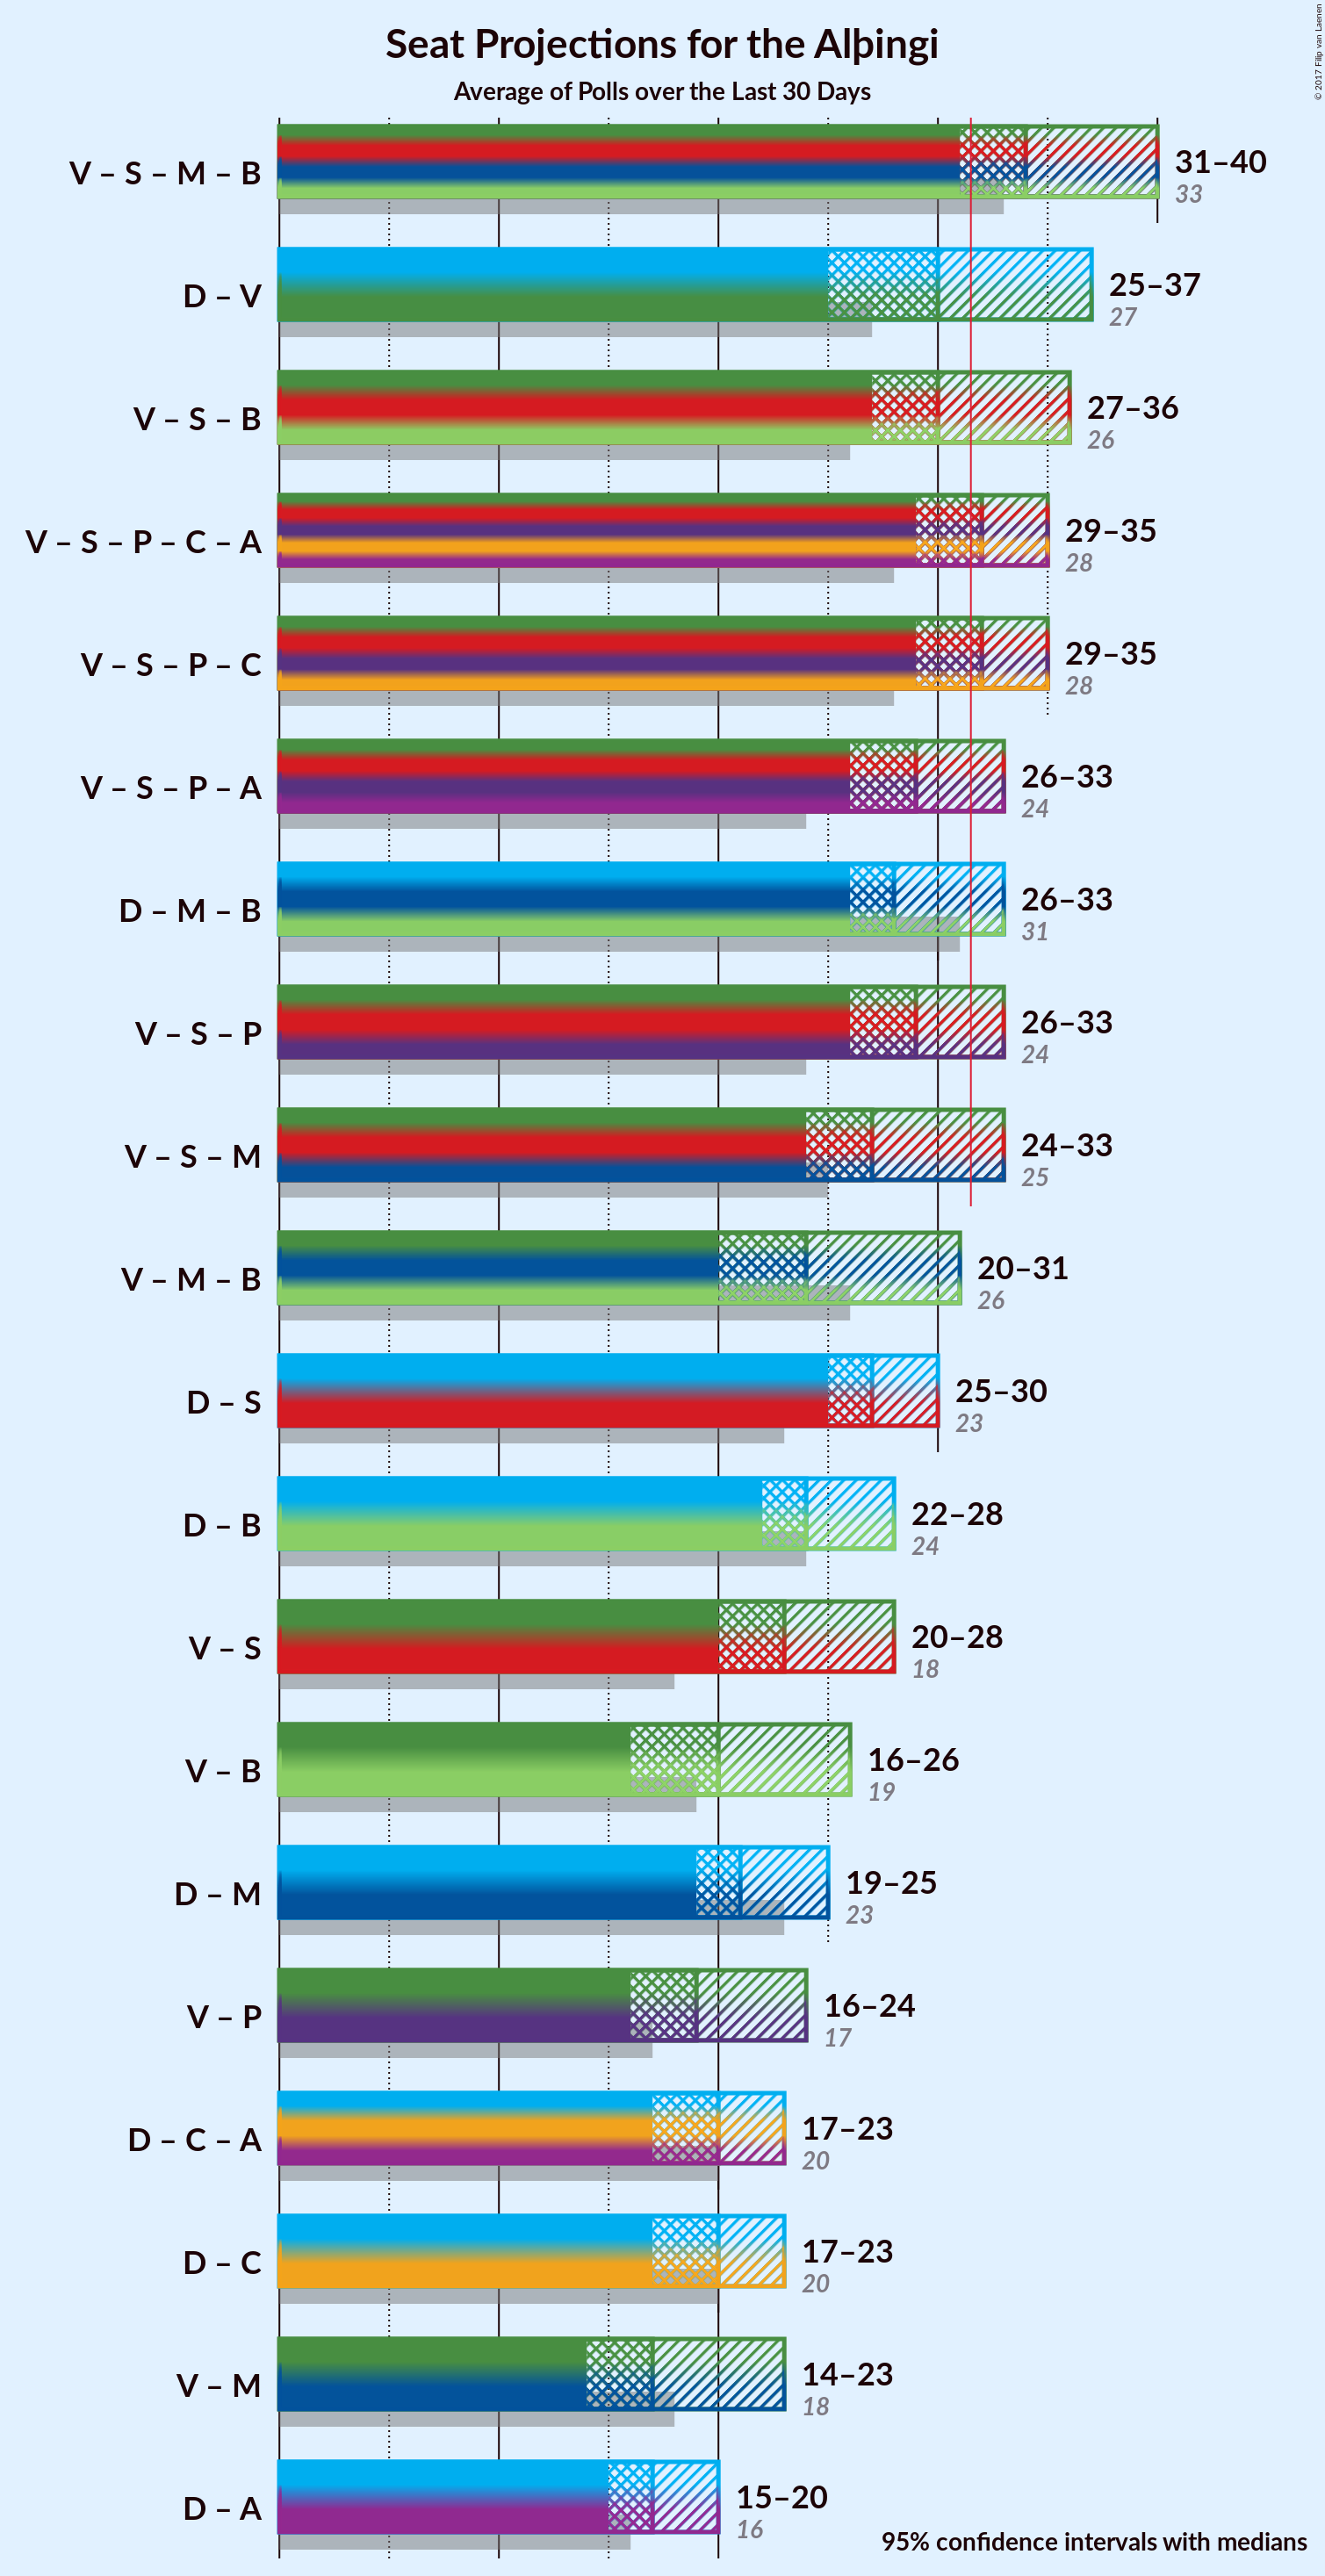 Seat Projections for the Alþingi
Average of Polls over the Last 30 Days
© 2017 Filip van Laenen
V – S – M – B
31–40
33
D – V
25–37
27
V – S – B
27–36
26
V – S – P – C – A
29–35
28
V – S – P – C
29–35
28
V – S – P – A
26–33
24
D – M – B
26–33
31
V – S – P
26–33
24
V – S – M
24–33
25
V – M – B
20–31
26
D – S
25–30
23
D – B
22–28
24
V – S
20–28
18
V – B
16–26
19
D – M
19–25
23
V – P
16–24
17
D – C – A
17–23
20
D – C
17–23
20
V – M
14–23
18
D – A
15–20
16
95% confidence intervals with medians